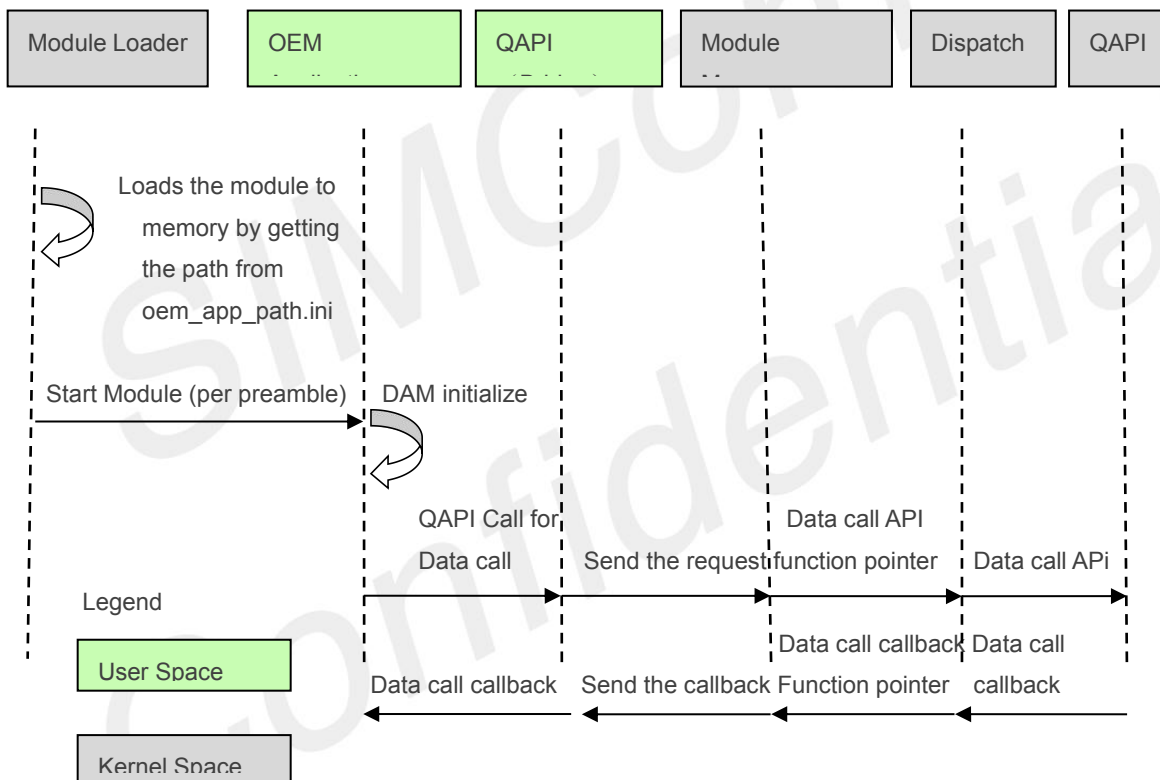 Module Loader
OEM
QAPI
Module
Dispatch
QAPI
Loads the module to
memory by getting
the path from
oem_app_path.ini
Start Module (per preamble)
DAM initialize
QAPI Call for
Data call
Send the request
Data call API
function pointer
Data call APi
Legend
User Space
Kernel Space
Data call callback
Send the callback
Data call callback
Function pointer
Data call
callback
SIMCom
Confidential